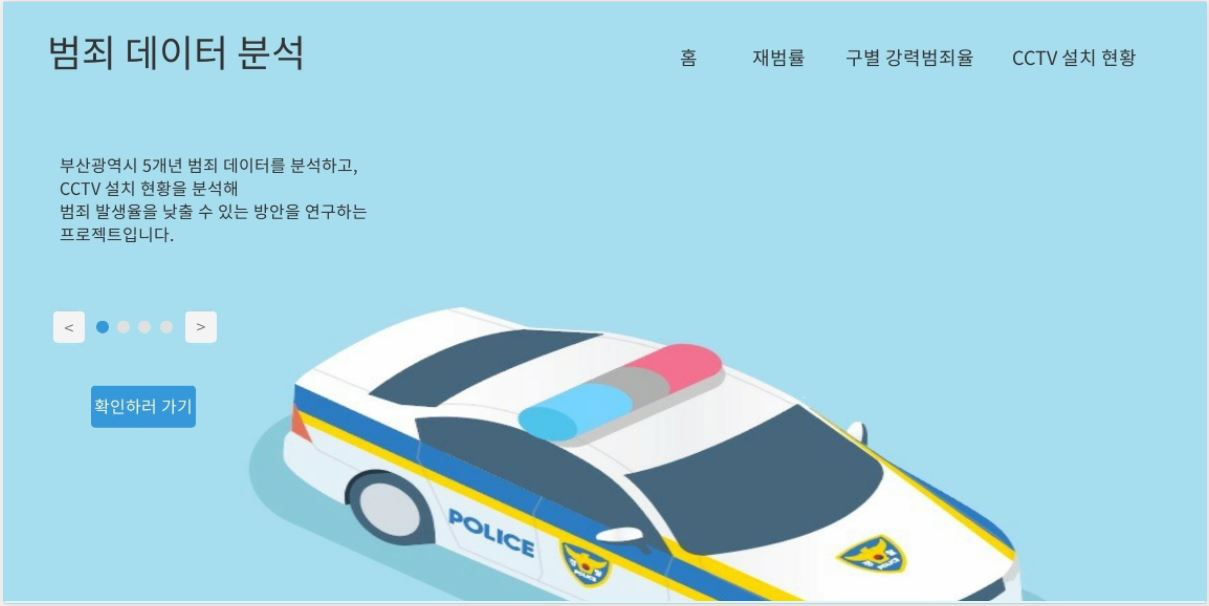 범죄 데이터 분석
홈 재범률 구별 강력범죄율 CCTV 설치 현황
부산광역시 5개년 범죄 데이터를 분석하고,
CCTV 설치 현황을 분석해
범죄 발생율을 낮출 수 있는 방안을 연구하는
프로젝트입니다.
< >
확인하러 가기
POLICE
POLICE
POLICE